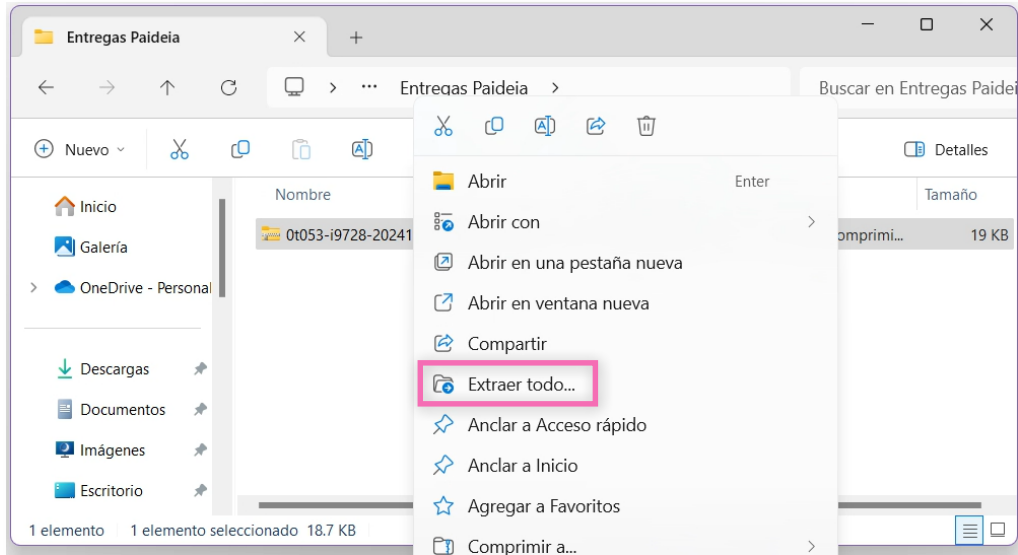 Entregas Paideia
Entregas Paideia
Buscar en Entregas Paidei
Nuevo
Detalles
Nombre
Tamaño
0t053-i9728-20241
omprimi...
19 KB
Inicio
Galería
OneDrive - Personal
Descargas
Documentos
Imágenes
Escritorio
Abrir
Enter
Abrir con
Abrir en una pestaña nueva
Abrir en ventana nueva
Compartir
Extraer todo...
Anclar a Acceso rápido
Anclar a Inicio
Agregar a Favoritos
Comprimir a...
1 elemento
1 elemento seleccionado 18.7 KB